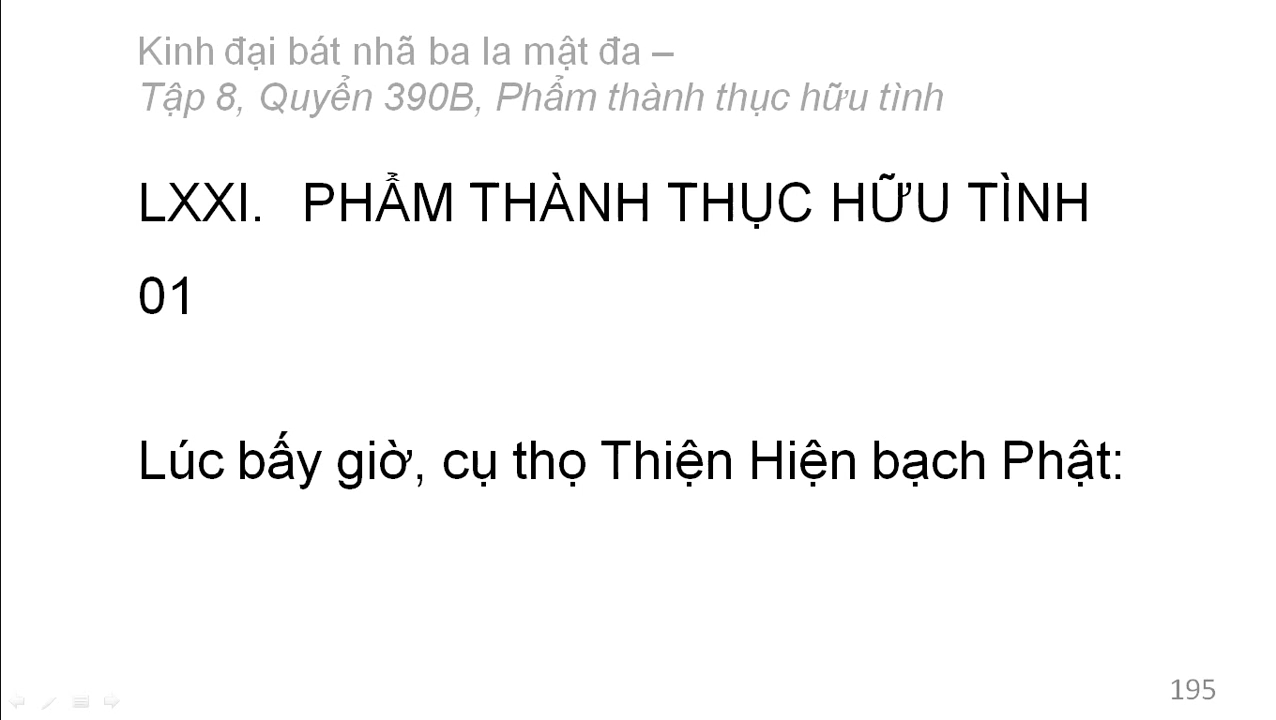 Kinh đại bát nhã ba la mật đa –
Tập 8, Quyển 390B, Phẩm thành thục hữu tình
LXXI. PHẨM THÀNH THỤC HỮU TÌNH
01
Lúc bấy giờ, cụ thọ Thiện Hiện bạch Phật:
195